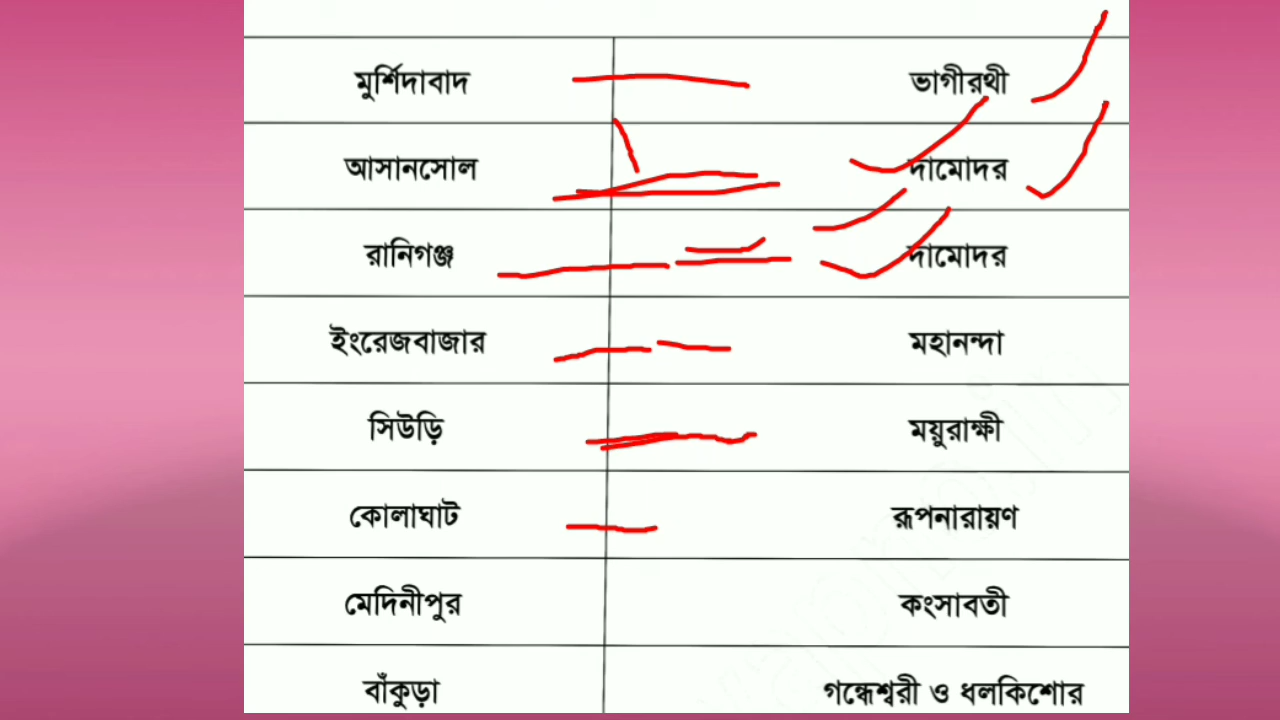 মুর্শিদাবাদ ভাগীরথী
আসানসোল দামোদর
রানিগঞ্জ দামোদর
ইংরেজবাজার মহানন্দা
সিউড়ি ময়ুরাক্ষী
কোলাঘাট রূপনারায়ণ
মেদিনীপুর কংসাবতী
বাঁকুড়া গন্ধেশ্বরী ও ধলকিশোর